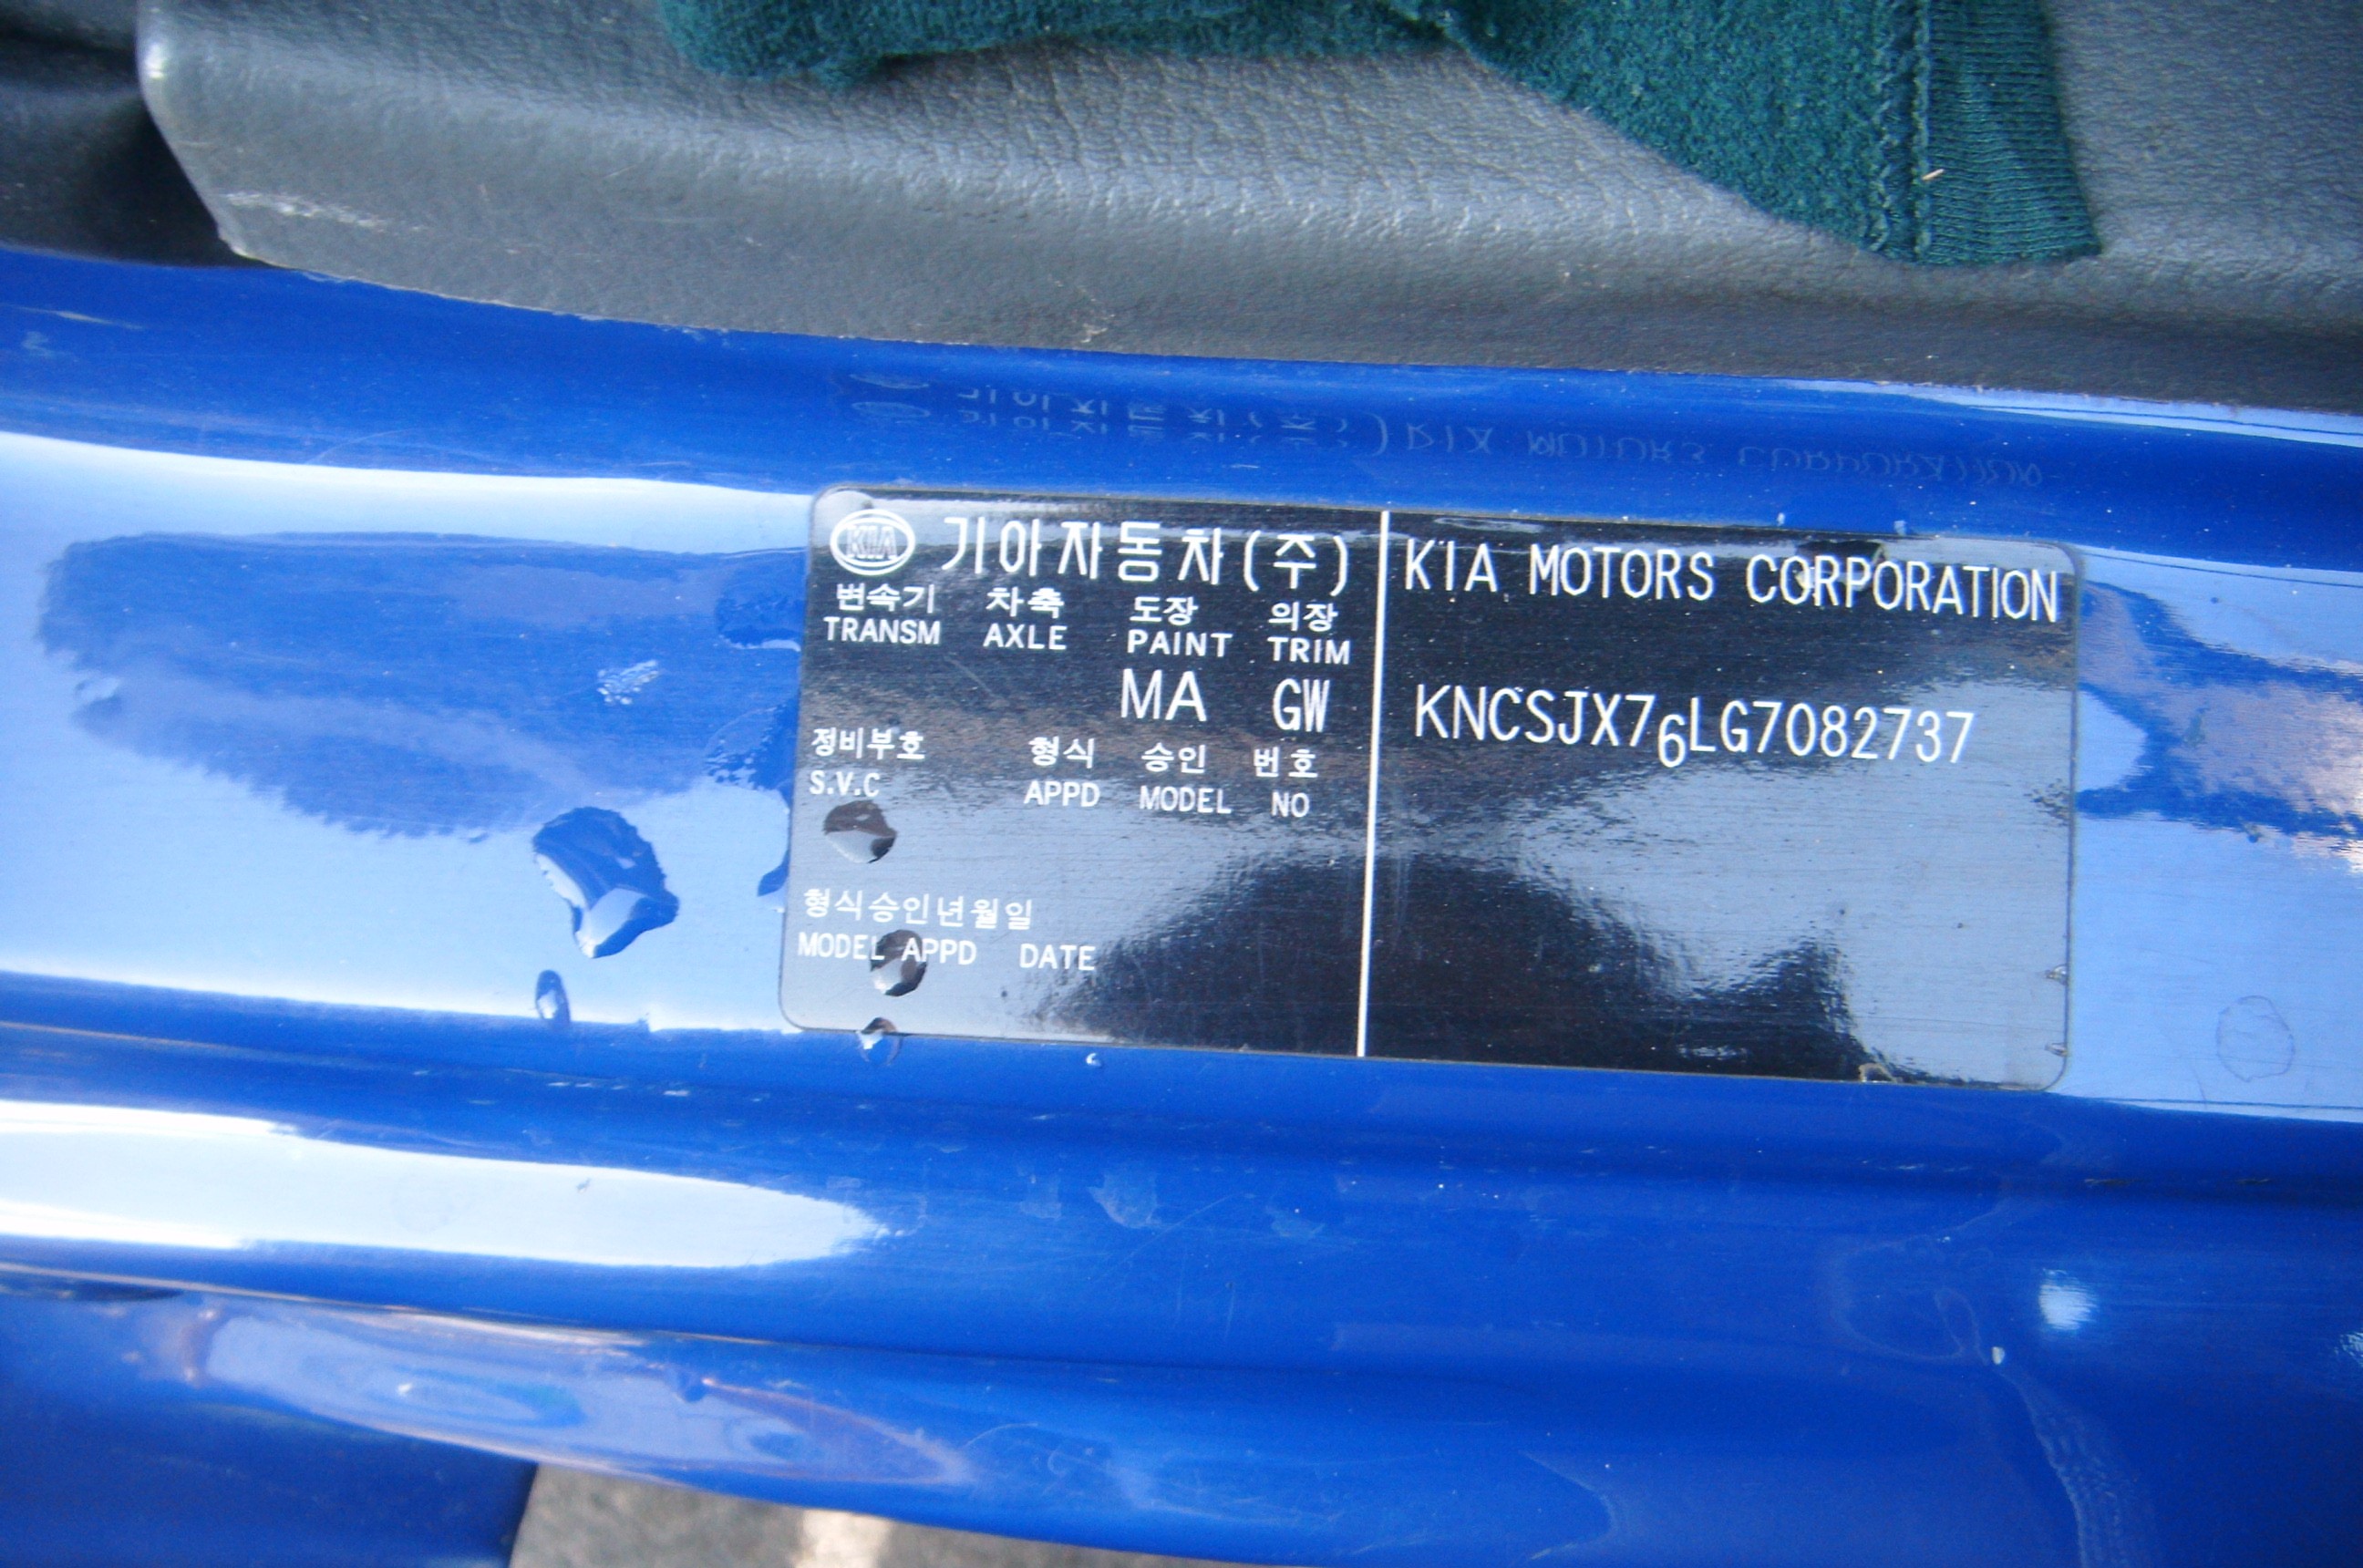 KIA 기아자동차(주) KIA MOTORS CORPORATION
변속기 차축 도장 의장
TRANSM AXLE PAINT TRIM
MA GW
KNCSJX76LG7082737
정비부호 형식 승인 번호
S.V.C APPD MODEL NO
형식승인년월일
MODEL APPD DATE